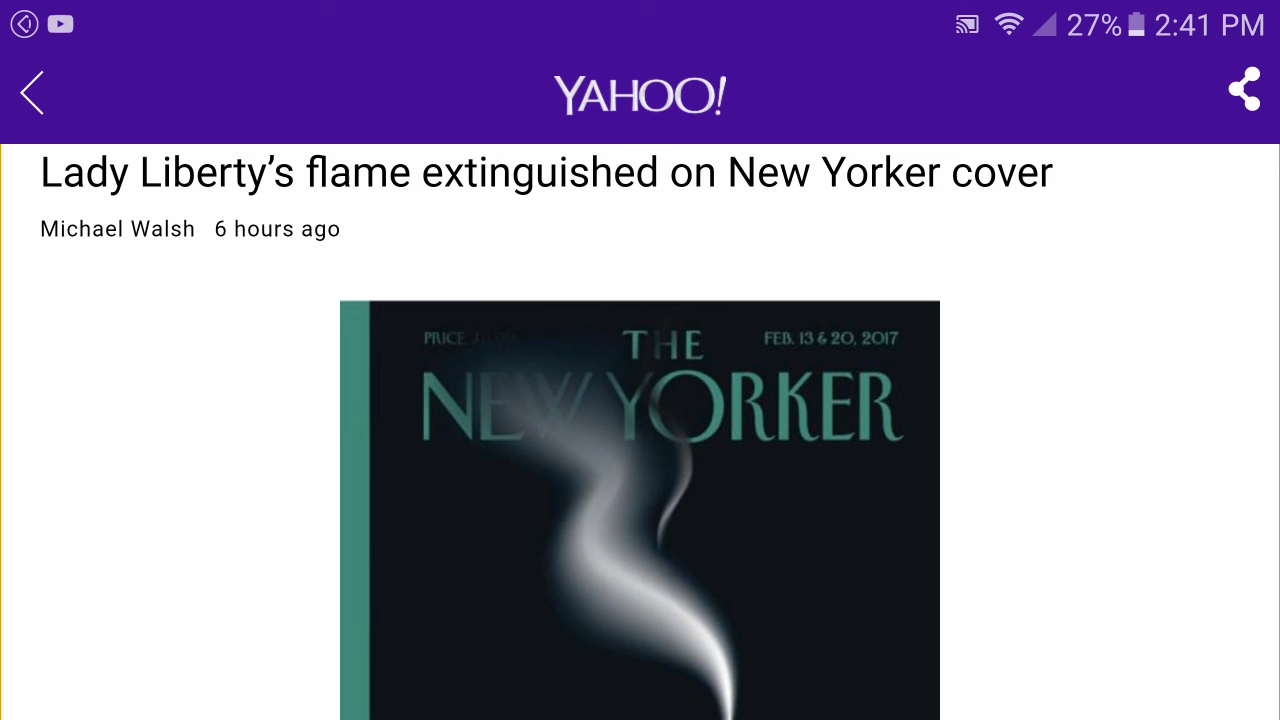 27% 2:41 PM
YAHOO!
Lady Liberty’s flame extinguished on New Yorker cover
Michael Walsh 6 hours ago
PRICE FEB. 13 & 20, 2017
THE
NEW YORKER